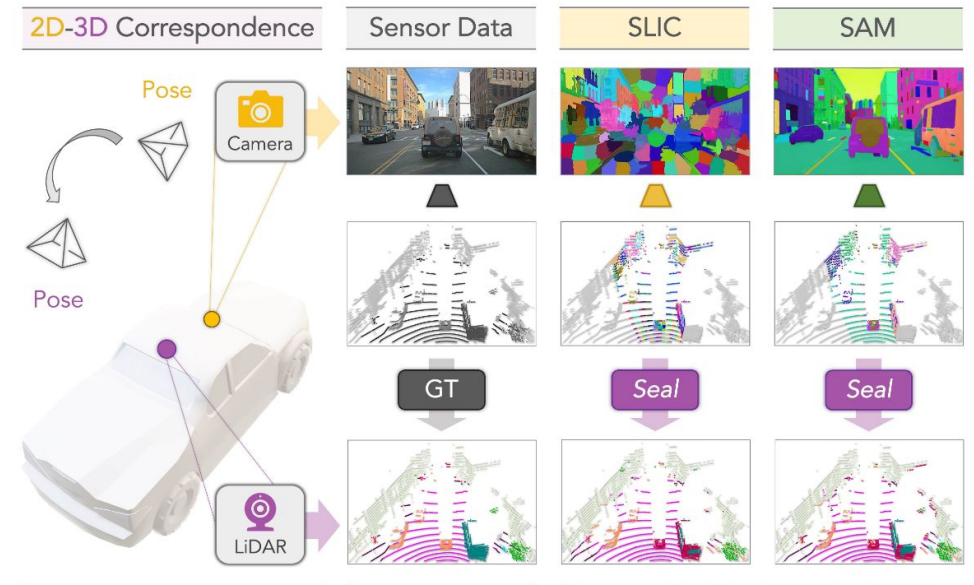 2D-3D Correspondence
Sensor Data
SLIC
SAM
Pose
Camera
Pose
GT
Seal
Seal
LiDAR